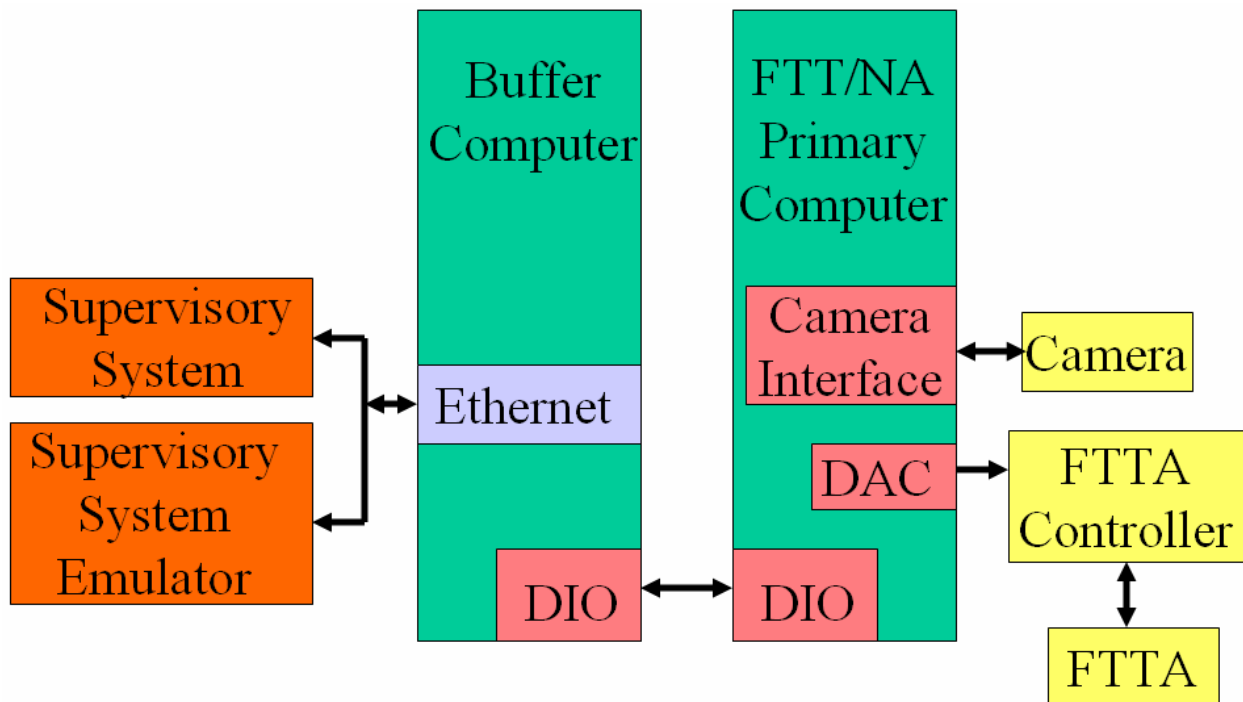 Buffer
Computer
FTT/NA
Primary
Computer
Supervisory
System
Camera
Interface
Camera
Ethernet
Supervisory
System
Emulator
DAC
FTTA
Controller
DIO
DIO
FTTA